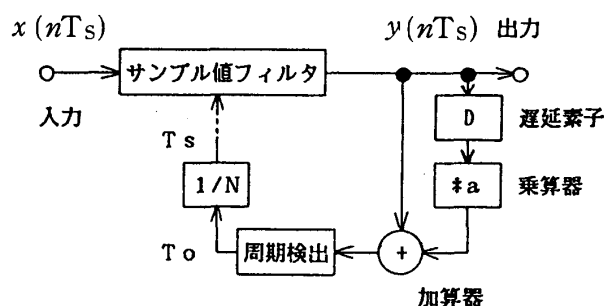 x(nTs)
y(nTs) 出力
サンプル値フィルタ
入力
D 遅延素子
Ts
1/N
*a 乗算器
To
周期検出
+
加算器